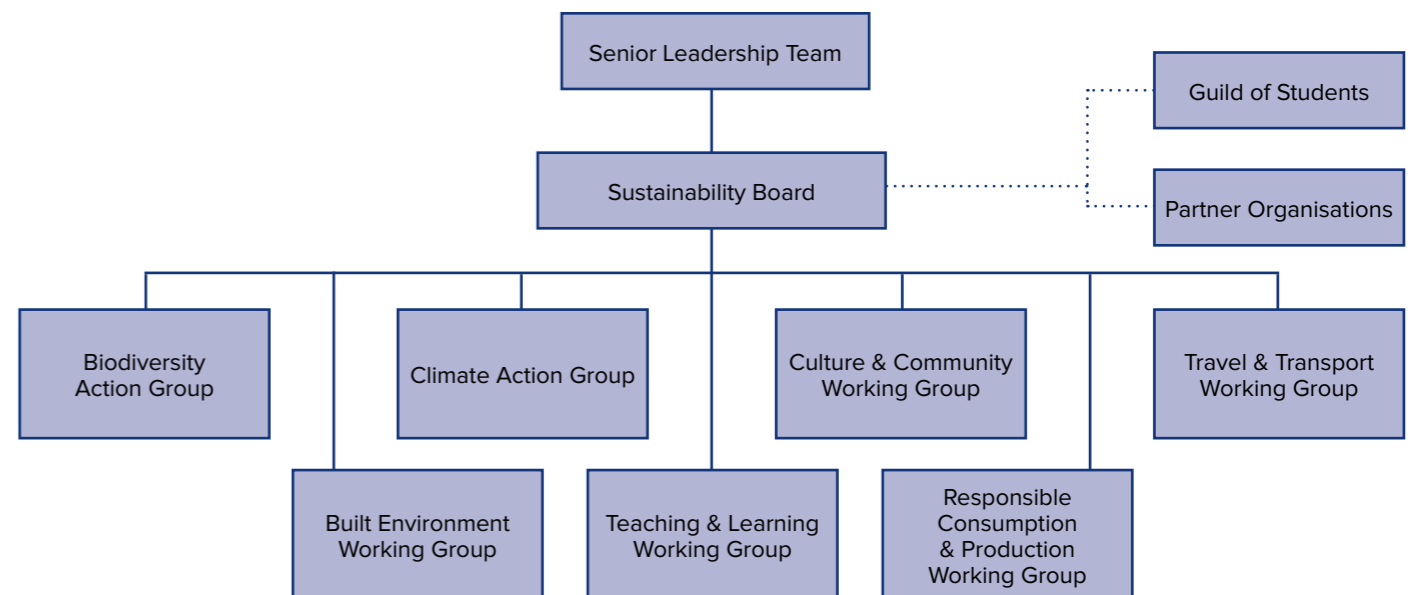 Senior Leadership Team
Guild of Students
Sustainability Board
Partner Organisations
Biodiversity
Action Group
Climate Action Group
Culture & Community
Working Group
Travel & Transport
Working Group
Built Environment
Working Group
Teaching & Learning
Working Group
Responsible
Consumption
& Production
Working Group